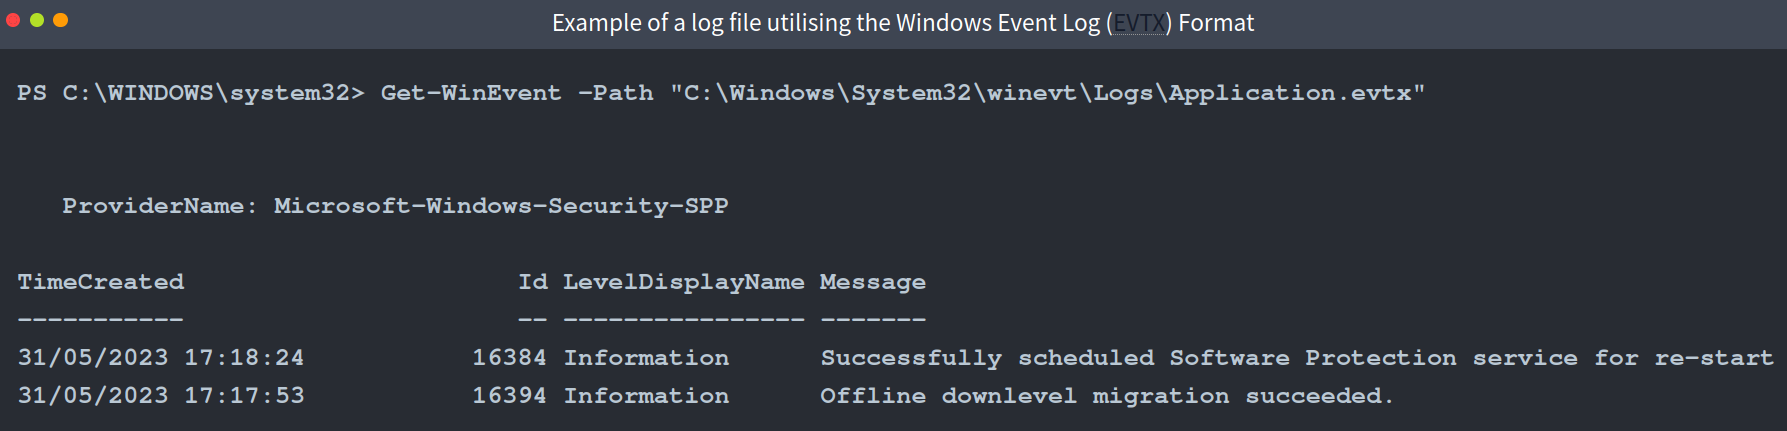 Example of a log file utilising the Windows Event Log (EVTX) Format
PS C:\WINDOWS\system32> Get-WinEvent -Path "C:\Windows\System32\winevt\Logs\Application.evtx"
ProviderName: Microsoft-Windows-Security-SPP
TimeCreated Id LevelDisplayName Message
----------- -- ---------------- -------
31/05/2023 17:18:24 16384 Information Successfully scheduled Software Protection service for re-start
31/05/2023 17:17:53 16394 Information Offline downlevel migration succeeded.